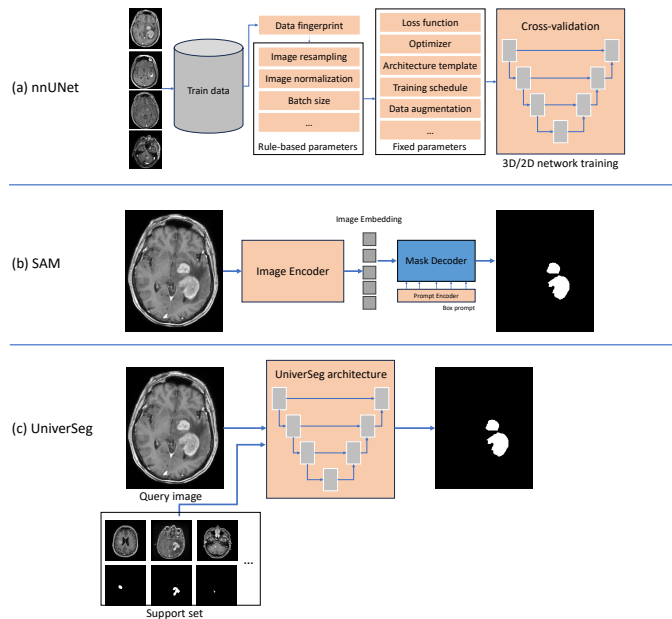 (a) nnUNet
Train data
Data fingerprint
Image resampling
Image normalization
Batch size
...
Rule-based parameters
Loss function
Optimizer
Architecture template
Training schedule
Data augmentation
...
Fixed parameters
Cross-validation
3D/2D network training
(b) SAM
Image Encoder
Image Embedding
Mask Decoder
Prompt Encoder
Box prompt
(c) UniverSeg
Query image
UniverSeg architecture
...
Support set